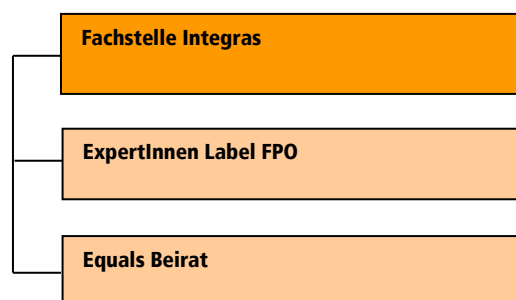 Fachstelle Integras
ExpertInnen Label FPO
Equals Beirat